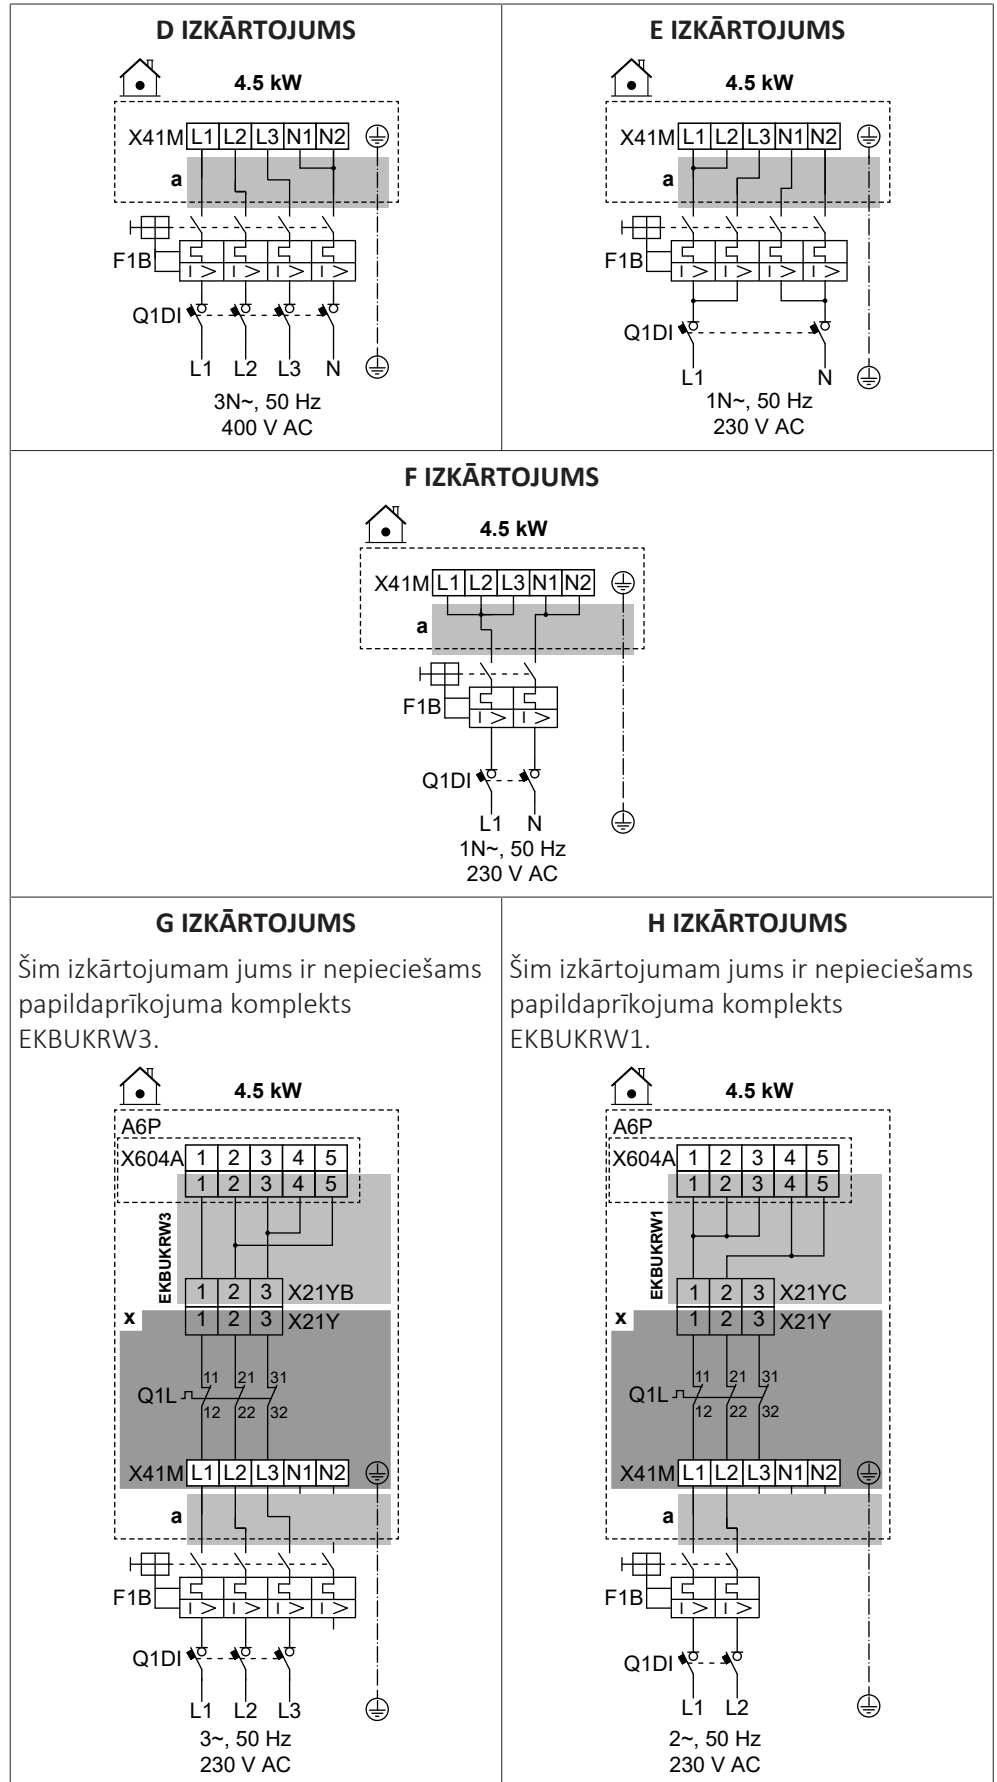 D IZKĀRTOJUMS
4.5 kW
X41M L1 L2 L3 N1 N2
a
F1B
I > I > I > I >
Q1DI
L1 L2 L3 N
3N~, 50 Hz
400 V AC
E IZKĀRTOJUMS
4.5 kW
X41M L1 L2 L3 N1 N2
a
F1B
I > I > I > I >
Q1DI
L1 N
1N~, 50 Hz
230 V AC
F IZKĀRTOJUMS
4.5 kW
X41M L1 L2 L3 N1 N2
a
F1B
I > I >
Q1DI
L1 N
1N~, 50 Hz
230 V AC
G IZKĀRTOJUMS
Šim izkārtojumam jums ir nepieciešams
papildaprīkojuma komplekts
EKBUKRW3.
4.5 kW
A6P
X604A 1 2 3 4 5
1 2 3 4 5
EKBUKRW3
1 2 3 X21YB
x
1 2 3 X21Y
11 21 31
Q1L
12 22 32
X41M L1 L2 L3 N1 N2
a
F1B
I > I > I > I >
Q1DI
L1 L2 L3
3~, 50 Hz
230 V AC
H IZKĀRTOJUMS
Šim izkārtojumam jums ir nepieciešams
papildaprīkojuma komplekts
EKBUKRW1.
4.5 kW
A6P
X604A 1 2 3 4 5
1 2 3 4 5
EKBUKRW1
1 2 3 X21YC
x
1 2 3 X21Y
11 21 31
Q1L
12 22 32
X41M L1 L2 L3 N1 N2
a
F1B
I > I >
Q1DI
L1 L2
2~, 50 Hz
230 V AC